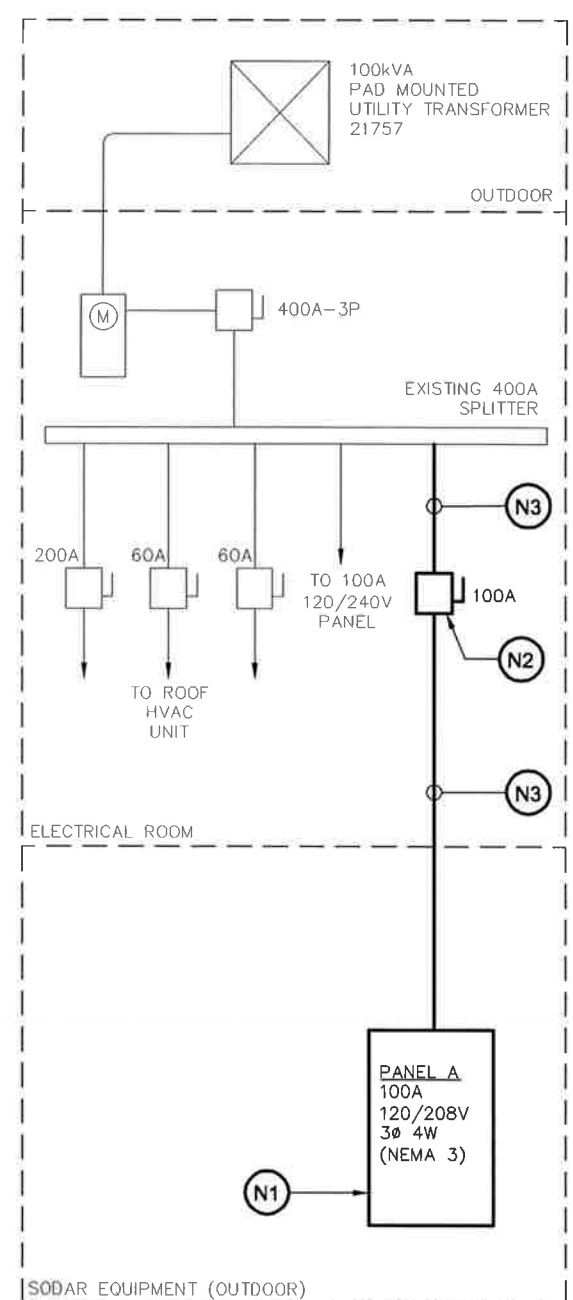 100kVA
PAD MOUNTED
UTILITY TRANSFORMER
21757
OUTDOOR
M
400A-3P
EXISTING 400A
SPLITTER
N3
200A
60A
60A
TO 100A
120/240V
PANEL
100A
N2
TO ROOF
HVAC
UNIT
N3
ELECTRICAL ROOM
PANEL A
100A
120/208V
3ø 4W
(NEMA 3)
N1
SODAR EQUIPMENT (OUTDOOR)